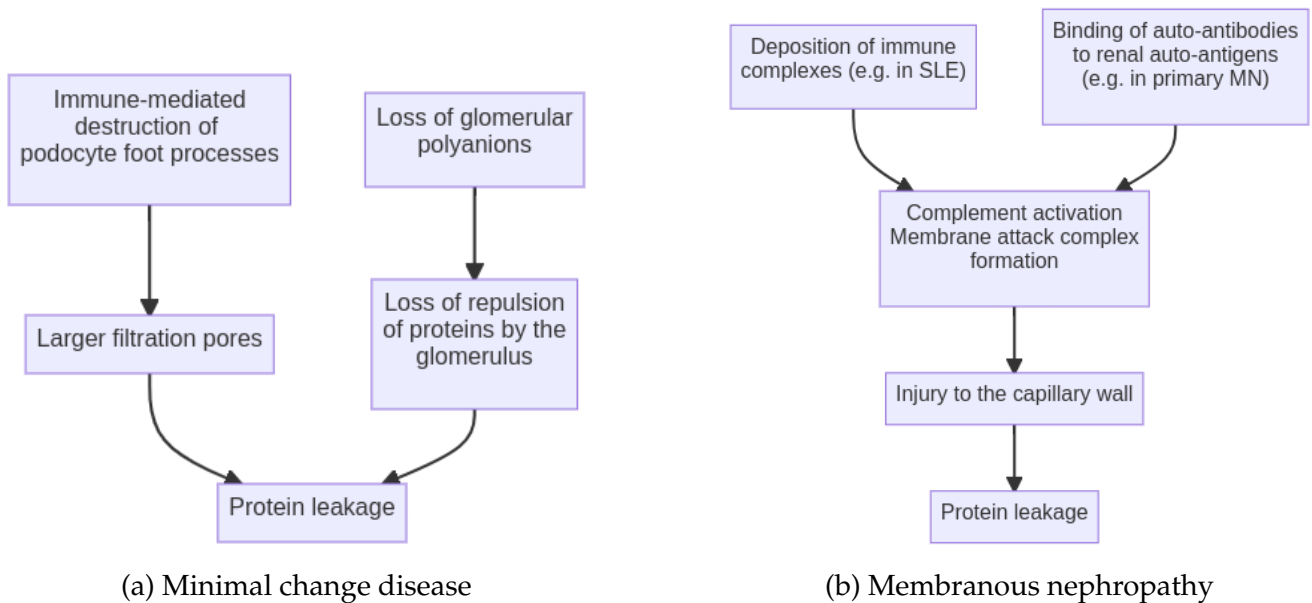 Immune-mediated
destruction of
podocyte foot processes
Loss of glomerular
polyanions
Larger filtration pores
Loss of repulsion
of proteins by the
glomerulus
Protein leakage
(a) Minimal change disease
Deposition of immune
complexes (e.g. in SLE)
Binding of auto-antibodies
to renal auto-antigens
(e.g. in primary MN)
Complement activation
Membrane attack complex
formation
Injury to the capillary wall
Protein leakage
(b) Membranous nephropathy